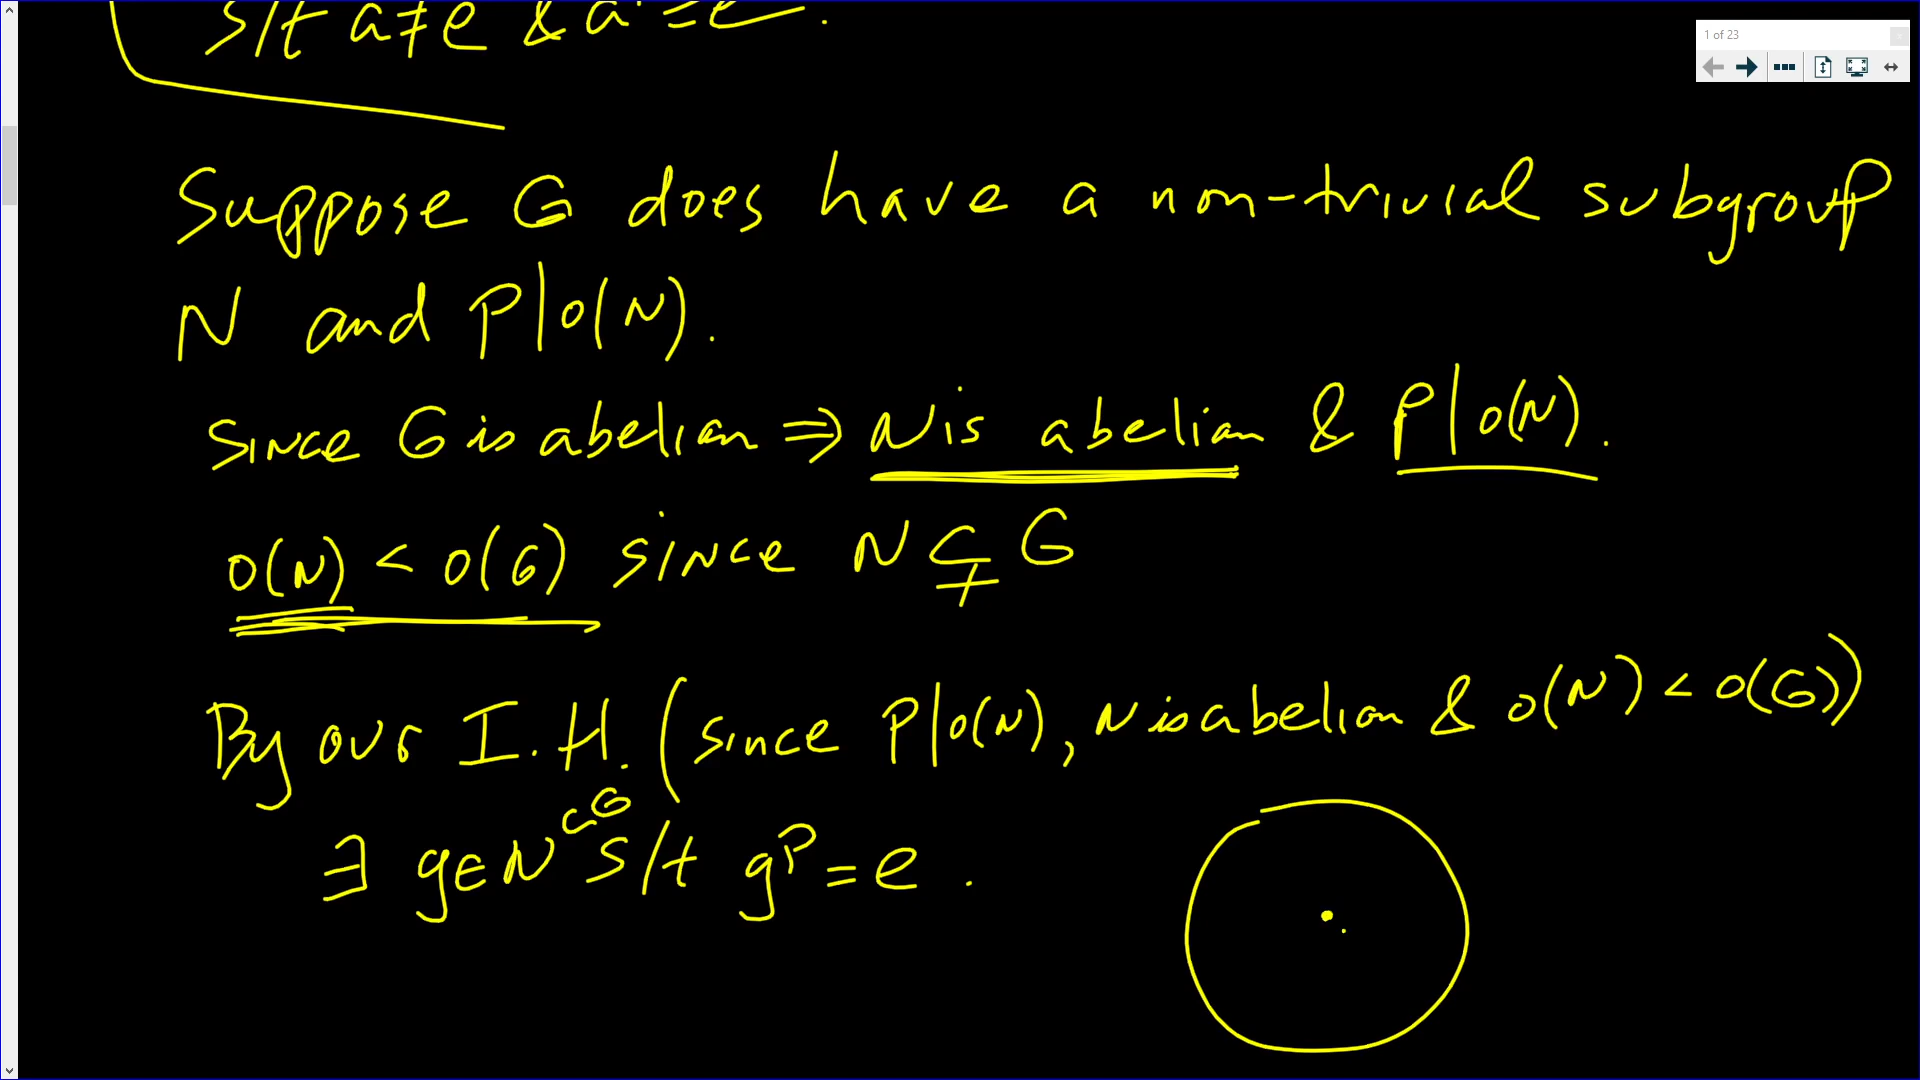 s/t a≠e & a =e.
1 of 23
Suppose G does have a non-trivial subgroup
N and P|o(N).
Since G is abelian ⇒ N is abelian & P|o(N).
o(N) < o(G) since N ⊊ G
By our I.H. (since P|o(N), N is abelian & o(N) < o(G))
∃ g∈N ⊂G s/t g^P = e.